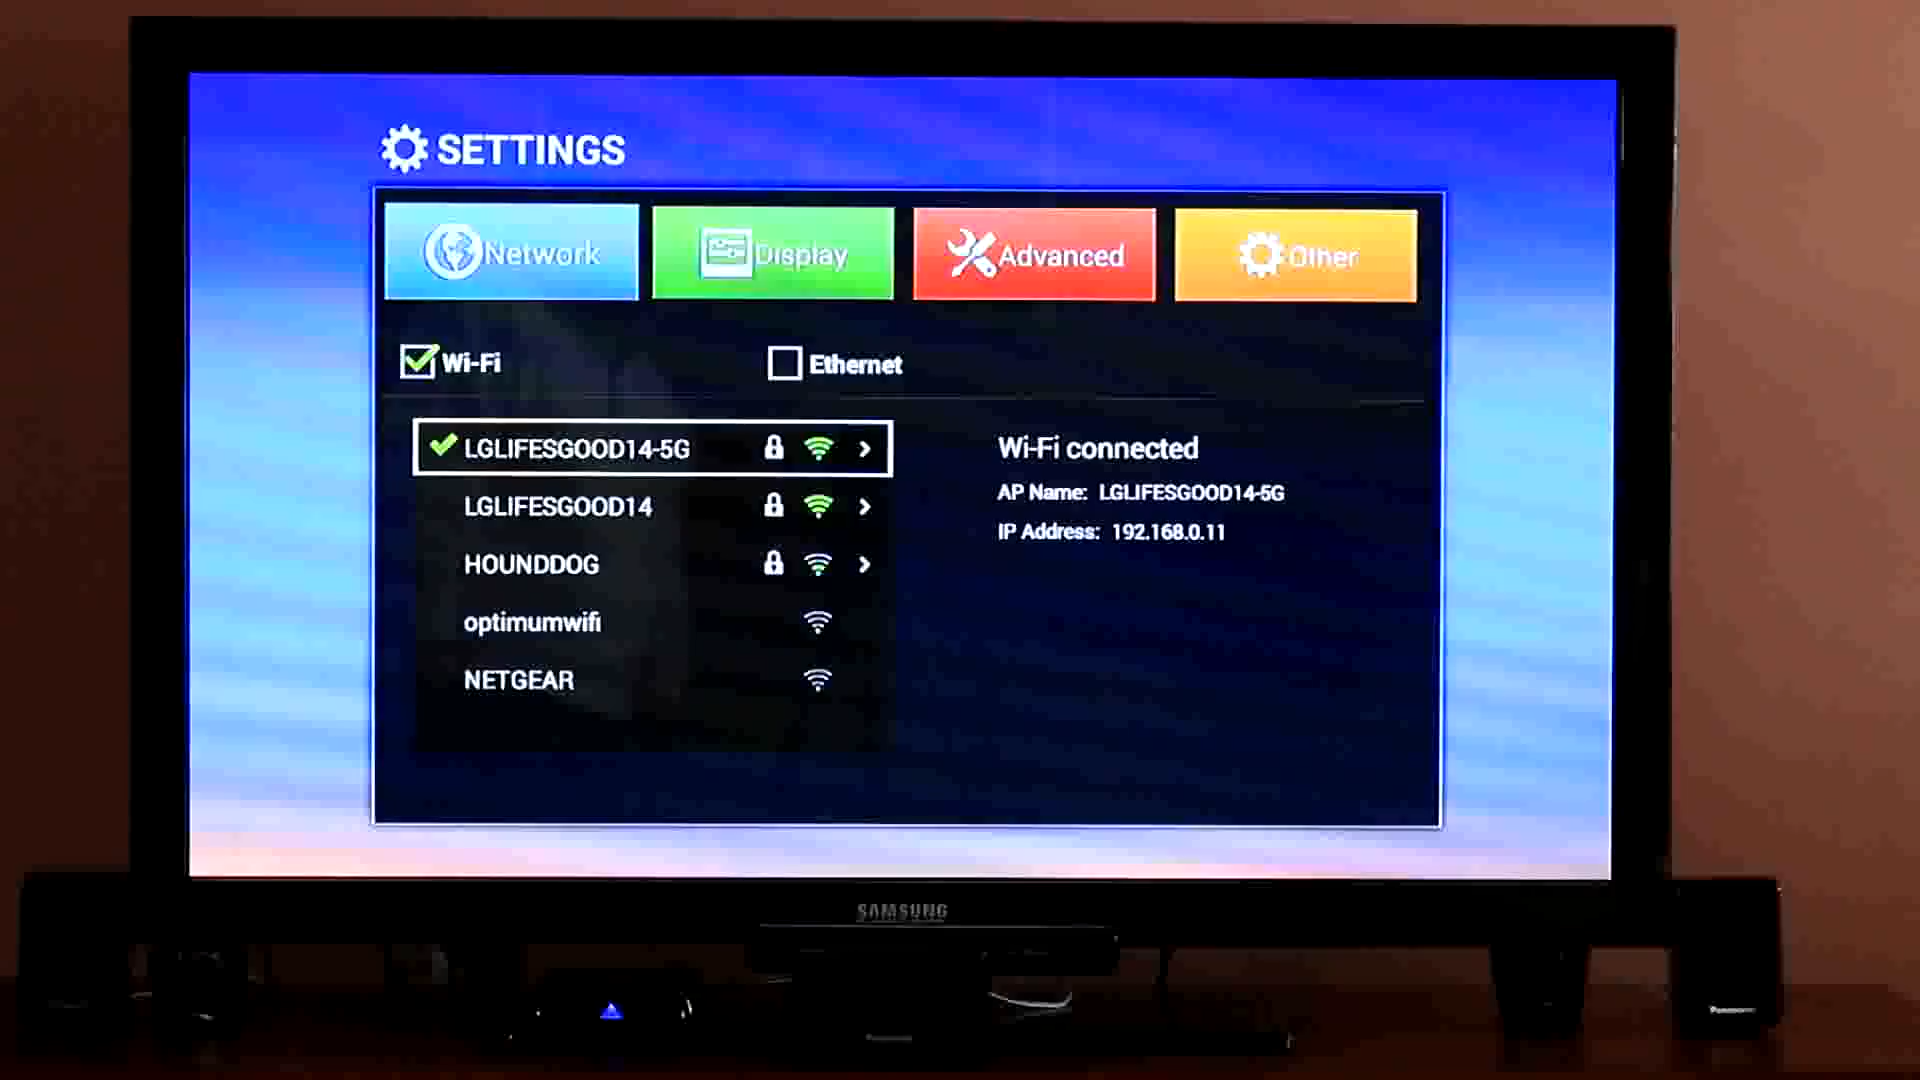 SETTINGS
Network
Display
Advanced
Other
Wi-Fi
Ethernet
LGLIFESGOOD14-5G
LGLIFESGOOD14
HOUNDDOG
optimumwifi
NETGEAR
Wi-Fi connected
AP Name: LGLIFESGOOD14-5G
IP Address: 192.168.0.11
SAMSUNG
Panasonic